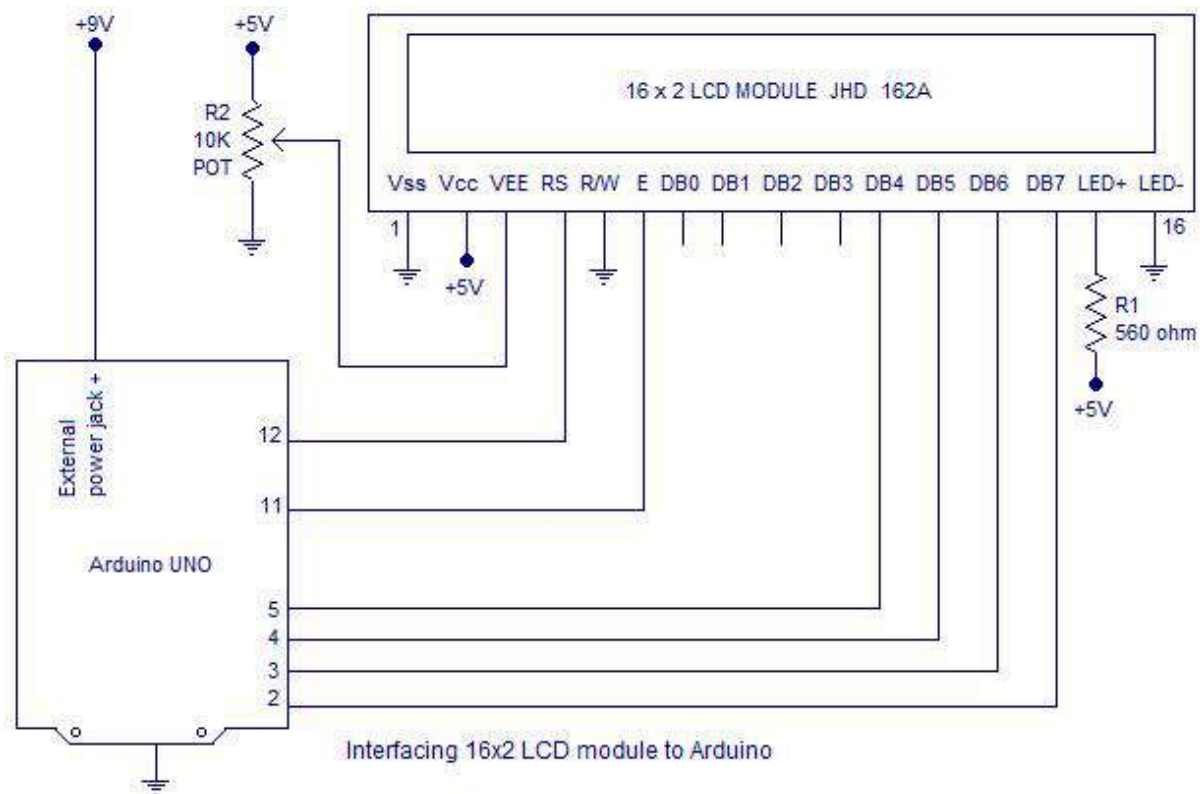 +9V
+5V
R2
10K
POT
16 x 2 LCD MODULE JHD 162A
Vss Vcc VEE RS R/W E DB0 DB1 DB2 DB3 DB4 DB5 DB6 DB7 LED+ LED-
1
16
+5V
R1
560 ohm
+5V
External
power jack +
12
11
Arduino UNO
5
4
3
2
Interfacing 16x2 LCD module to Arduino